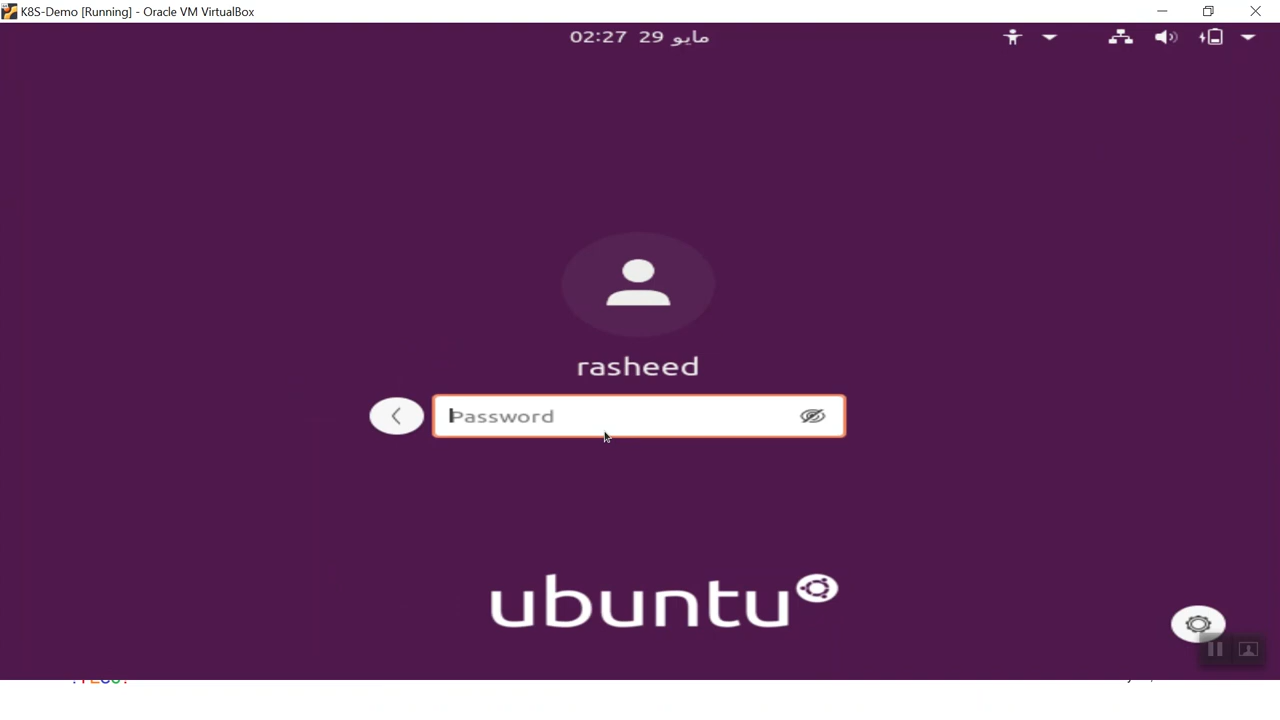 K8S-Demo [Running] - Oracle VM VirtualBox
02:27 29 مايو
rasheed
Password
ubuntu